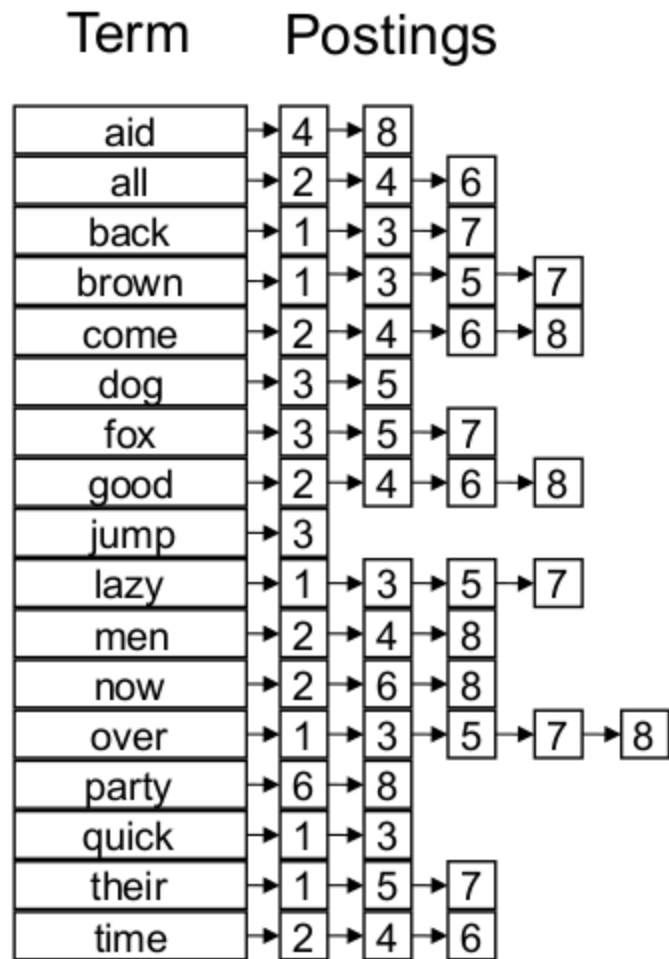 Term Postings
aid 4 8
all 2 4 6
back 1 3 7
brown 1 3 5 7
come 2 4 6 8
dog 3 5
fox 3 5 7
good 2 4 6 8
jump 3
lazy 1 3 5 7
men 2 4 8
now 2 6 8
over 1 3 5 7 8
party 6 8
quick 1 3
their 1 5 7
time 2 4 6